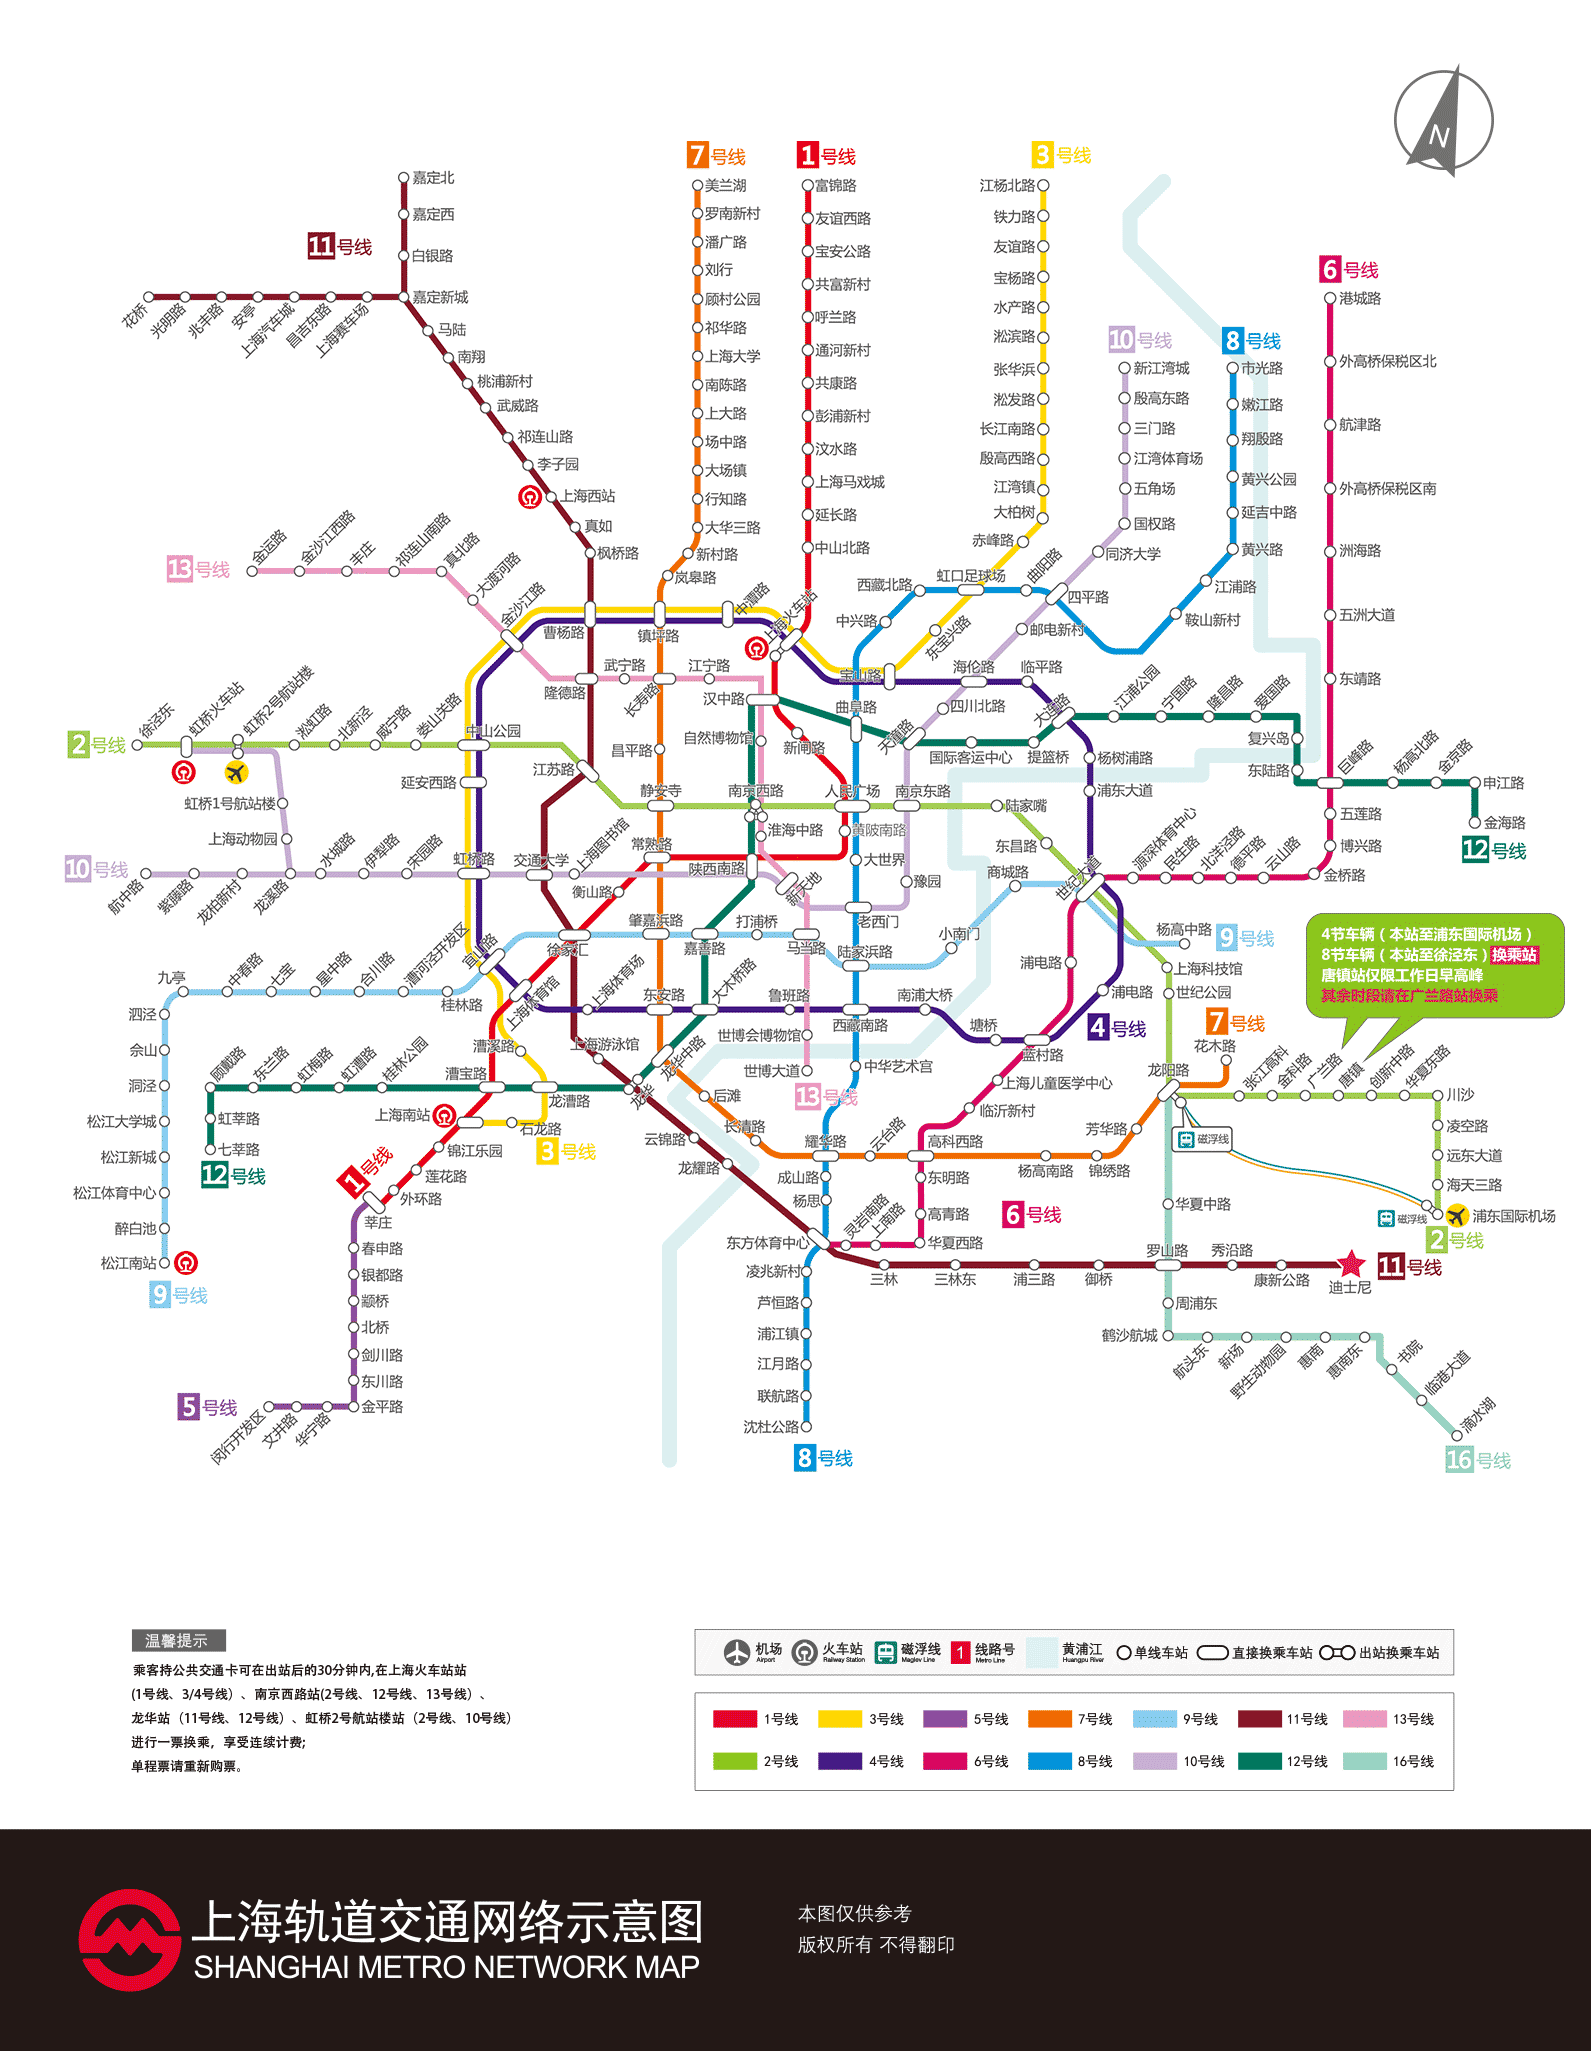 N
7号线
1号线
3号线
11号线
6号线
10号线
8号线
嘉定北
嘉定西
白银路
嘉定新城
花桥
光明路
兆丰路
安亭
上海汽车城
昌吉东路
上海赛车场
马陆
南翔
桃浦新村
武威路
祁连山路
李子园
上海西站
真如
枫桥路
美兰湖
罗南新村
潘广路
刘行
顾村公园
祁华路
上海大学
南陈路
上大路
场中路
大场镇
行知路
大华三路
新村路
岚皋路
富锦路
友谊西路
宝安公路
共富新村
呼兰路
通河新村
共康路
彭浦新村
汶水路
上海马戏城
延长路
中山北路
上海火车站
江杨北路
铁力路
友谊路
宝杨路
水产路
淞滨路
张华浜
淞发路
长江南路
殷高西路
江湾镇
大柏树
赤峰路
虹口足球场
东宝兴路
宝山路
新江湾城
殷高东路
三门路
江湾体育场
五角场
国权路
同济大学
四平路
邮电新村
海伦路
四川北路
市光路
嫩江路
翔殷路
黄兴公园
延吉中路
黄兴路
江浦路
鞍山新村
曲阳路
西藏北路
中兴路
港城路
外高桥保税区北
航津路
外高桥保税区南
洲海路
五洲大道
东靖路
巨峰路
杨高北路
金京路
申江路
金海路
12号线
五莲路
博兴路
金桥路
云山路
德平路
北洋泾路
民生路
源深体育中心
世纪大道
13号线
金运路
金沙江西路
丰庄
祁连山南路
真北路
大渡河路
金沙江路
曹杨路
镇坪路
中潭路
隆德路
武宁路
长寿路
江宁路
汉中路
自然博物馆
新闸路
曲阜路
天潼路
国际客运中心
提篮桥
大连路
临平路
江浦公园
宁国路
隆昌路
爱国路
复兴岛
东陆路
杨树浦路
浦东大道
2号线
徐泾东
虹桥火车站
虹桥2号航站楼
淞虹路
北新泾
威宁路
娄山关路
中山公园
江苏路
昌平路
静安寺
南京西路
人民广场
南京东路
陆家嘴
东昌路
商城路
延安西路
虹桥1号航站楼
上海动物园
10号线
航中路
紫藤路
龙柏新村
龙溪路
水城路
伊犁路
宋园路
虹桥路
交通大学
上海图书馆
常熟路
衡山路
陕西南路
淮海中路
黄陂南路
大世界
新天地
老西门
豫园
九亭
中春路
七宝
星中路
合川路
漕河泾开发区
桂林路
宜山路
徐家汇
肇嘉浜路
嘉善路
打浦桥
马当路
陆家浜路
小南门
杨高中路
9号线
4节车辆（本站至浦东国际机场）
8节车辆（本站至徐泾东）换乘站
唐镇站仅限工作日早高峰
其余时段请在广兰路站换乘
泗泾
佘山
洞泾
松江大学城
松江新城
松江体育中心
醉白池
松江南站
9号线
上海体育馆
上海体育场
东安路
大木桥路
鲁班路
西藏南路
南浦大桥
塘桥
蓝村路
浦电路
浦电路
4号线
上海科技馆
世纪公园
龙阳路
7号线
花木路
世博会博物馆
世博大道
13号线
中华艺术宫
上海儿童医学中心
临沂新村
漕溪路
上海游泳馆
龙华中路
龙华
后滩
漕宝路
龙漕路
石龙路
3号线
顾戴路
东兰路
虹梅路
虹漕路
桂林公园
虹莘路
七莘路
12号线
上海南站
锦江乐园
莲花路
外环路
莘庄
1号线
云锦路
龙耀路
长清路
耀华路
云台路
高科西路
成山路
杨思
东明路
高青路
灵岩南路
上南路
华夏西路
东方体育中心
杨高南路
锦绣路
芳华路
6号线
磁浮线
张江高科
金科路
广兰路
唐镇
创新中路
华夏东路
川沙
凌空路
远东大道
海天三路
磁浮线
浦东国际机场
2号线
华夏中路
罗山路
秀沿路
康新公路
迪士尼
11号线
三林
三林东
浦三路
御桥
周浦东
鹤沙航城
航头东
新场
野生动物园
惠南
惠南东
书院
临港大道
滴水湖
16号线
凌兆新村
芦恒路
浦江镇
江月路
联航路
沈杜公路
8号线
春申路
银都路
颛桥
北桥
剑川路
东川路
金平路
华宁路
文井路
闵行开发区
5号线
温馨提示
乘客持公共交通卡可在出站后的30分钟内,在上海火车站站
(1号线、3/4号线）、南京西路站(2号线、12号线、13号线）、
龙华站（11号线、12号线）、虹桥2号航站楼站（2号线、10号线）
进行一票换乘，享受连续计费;
单程票请重新购票。
机场 Airport
火车站 Railway Station
磁浮线 Maglev Line
1 线路号 Metro Line
黄浦江 Huangpu River
单线车站
直接换乘车站
出站换乘车站
1号线 3号线 5号线 7号线 9号线 11号线 13号线
2号线 4号线 6号线 8号线 10号线 12号线 16号线
上海轨道交通网络示意图
SHANGHAI METRO NETWORK MAP
本图仅供参考
版权所有 不得翻印